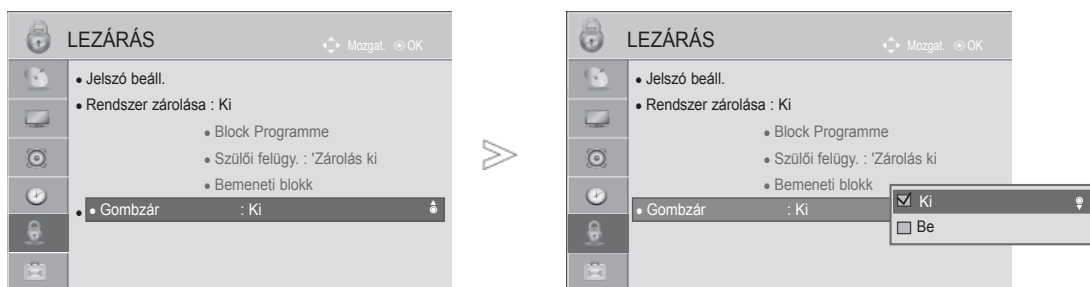 LEZÁRÁS
Mozgat. OK
• Jelszó beáll.
• Rendszer zárolása : Ki
• Block Programme
• Szülői felügy. : 'Zárolás ki
• Bemeneti blokk
• • Gombzár : Ki
LEZÁRÁS
Mozgat. OK
• Jelszó beáll.
• Rendszer zárolása : Ki
• Block Programme
• Szülői felügy. : 'Zárolás ki
• Bemeneti blokk
• Gombzár : Ki
Ki
Be